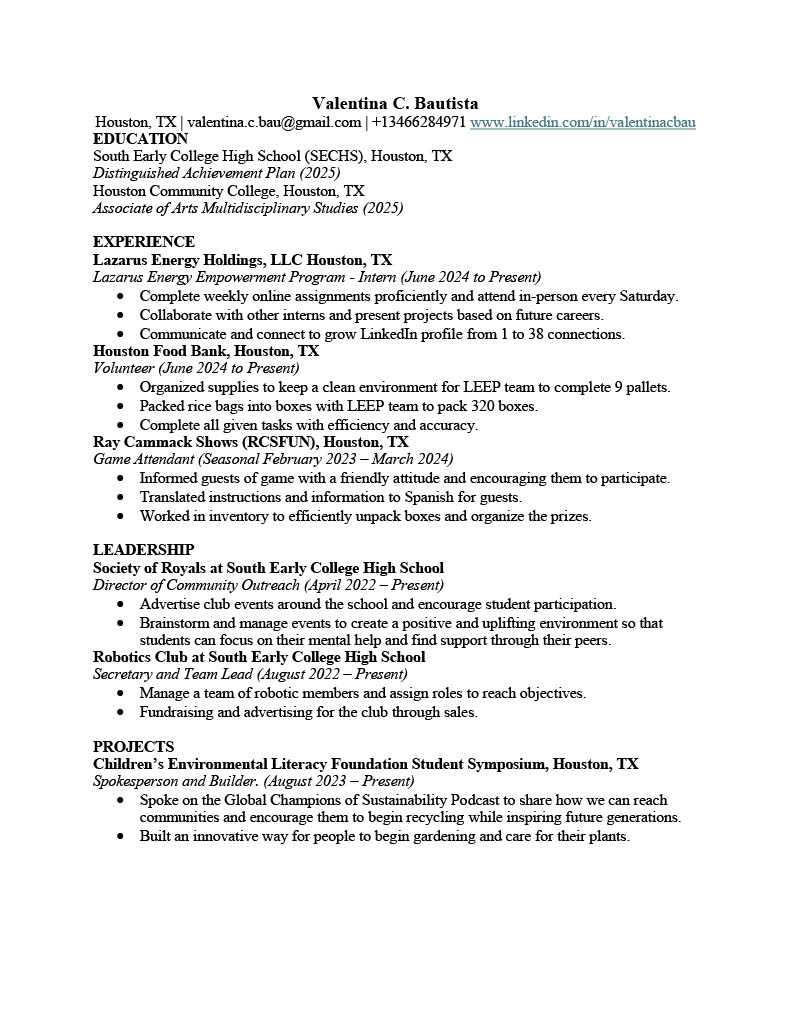 Valentina C. Bautista
Houston, TX | valentina.c.bau@gmail.com | +13466284971 www.linkedin.com/in/valentinacbau
EDUCATION
South Early College High School (SECHS), Houston, TX
Distinguished Achievement Plan (2025)
Houston Community College, Houston, TX
Associate of Arts Multidisciplinary Studies (2025)
EXPERIENCE
Lazarus Energy Holdings, LLC Houston, TX
Lazarus Energy Empowerment Program - Intern (June 2024 to Present)
• Complete weekly online assignments proficiently and attend in-person every Saturday.
• Collaborate with other interns and present projects based on future careers.
• Communicate and connect to grow LinkedIn profile from 1 to 38 connections.
Houston Food Bank, Houston, TX
Volunteer (June 2024 to Present)
• Organized supplies to keep a clean environment for LEEP team to complete 9 pallets.
• Packed rice bags into boxes with LEEP team to pack 320 boxes.
• Complete all given tasks with efficiency and accuracy.
Ray Cammack Shows (RCSFUN), Houston, TX
Game Attendant (Seasonal February 2023 – March 2024)
• Informed guests of game with a friendly attitude and encouraging them to participate.
• Translated instructions and information to Spanish for guests.
• Worked in inventory to efficiently unpack boxes and organize the prizes.
LEADERSHIP
Society of Royals at South Early College High School
Director of Community Outreach (April 2022 – Present)
• Advertise club events around the school and encourage student participation.
• Brainstorm and manage events to create a positive and uplifting environment so that
students can focus on their mental help and find support through their peers.
Robotics Club at South Early College High School
Secretary and Team Lead (August 2022 – Present)
• Manage a team of robotic members and assign roles to reach objectives.
• Fundraising and advertising for the club through sales.
PROJECTS
Children’s Environmental Literacy Foundation Student Symposium, Houston, TX
Spokesperson and Builder. (August 2023 – Present)
• Spoke on the Global Champions of Sustainability Podcast to share how we can reach
communities and encourage them to begin recycling while inspiring future generations.
• Built an innovative way for people to begin gardening and care for their plants.